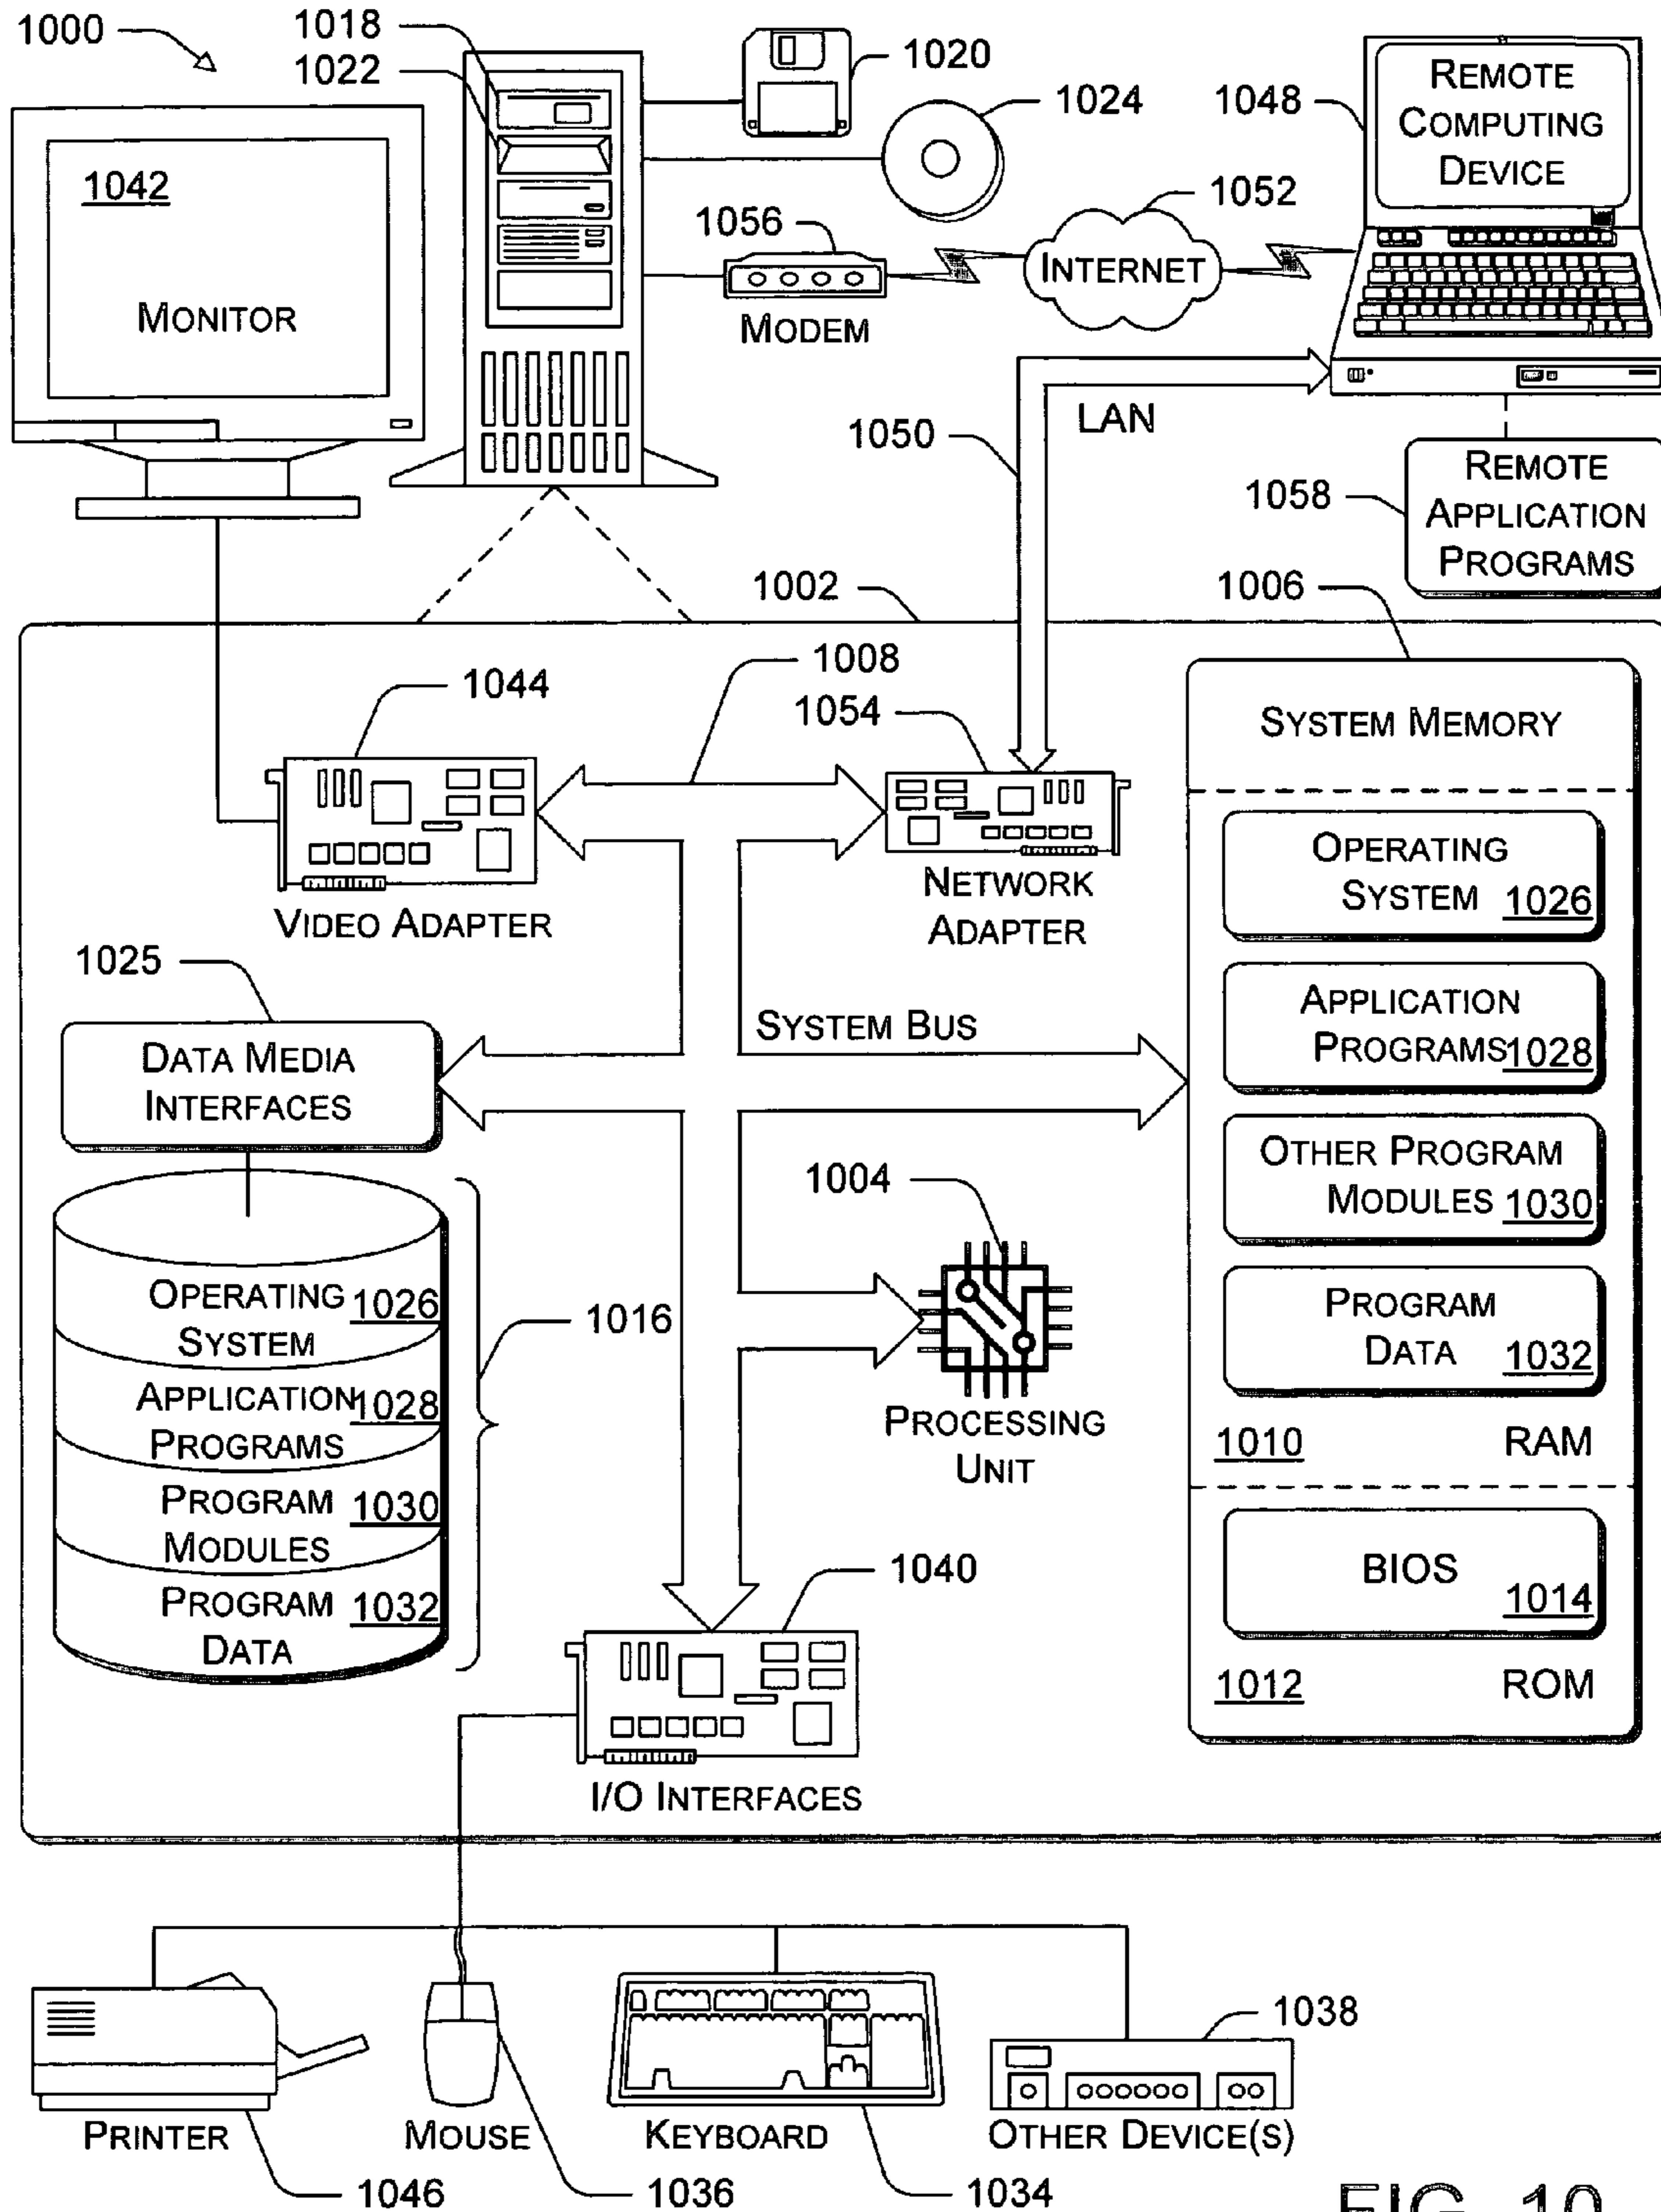 1000
1018
1022
1020
1024
1048
REMOTE
COMPUTING
DEVICE
1042
MONITOR
1056
MODEM
1052
INTERNET
LAN
1050
REMOTE
APPLICATION
PROGRAMS
1058
1002
1006
1008
1044
1054
SYSTEM MEMORY
VIDEO ADAPTER
NETWORK
ADAPTER
OPERATING
SYSTEM 1026
1025
DATA MEDIA
INTERFACES
SYSTEM BUS
APPLICATION
PROGRAMS 1028
OTHER PROGRAM
MODULES 1030
1004
PROCESSING
UNIT
PROGRAM
DATA 1032
1010 RAM
OPERATING 1026
SYSTEM
APPLICATION 1028
PROGRAMS
PROGRAM 1030
MODULES
PROGRAM 1032
DATA
1016
BIOS
1014
1012 ROM
1040
I/O INTERFACES
PRINTER
1046
MOUSE
1036
KEYBOARD
1034
1038
OTHER DEVICE(S)
FIG. 10